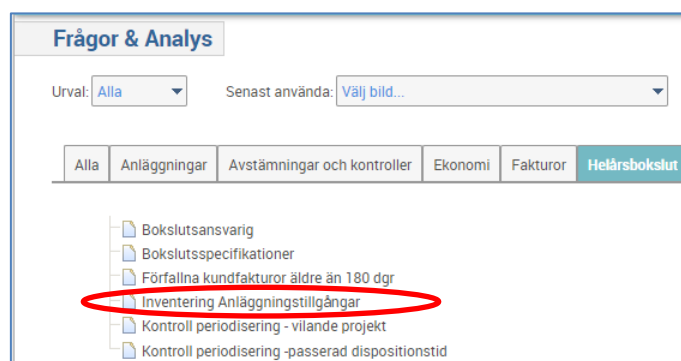 Frågor & Analys
Urval: Alla Senast använda: Välj bild...
Alla Anläggningar Avstämningar och kontroller Ekonomi Fakturor Helårsbokslut
Bokslutsansvarig
Bokslutsspecifikationer
Förfallna kundfakturor äldre än 180 dgr
Inventering Anläggningstillgångar
Kontroll periodisering - vilande projekt
Kontroll periodisering -passerad dispositionstid